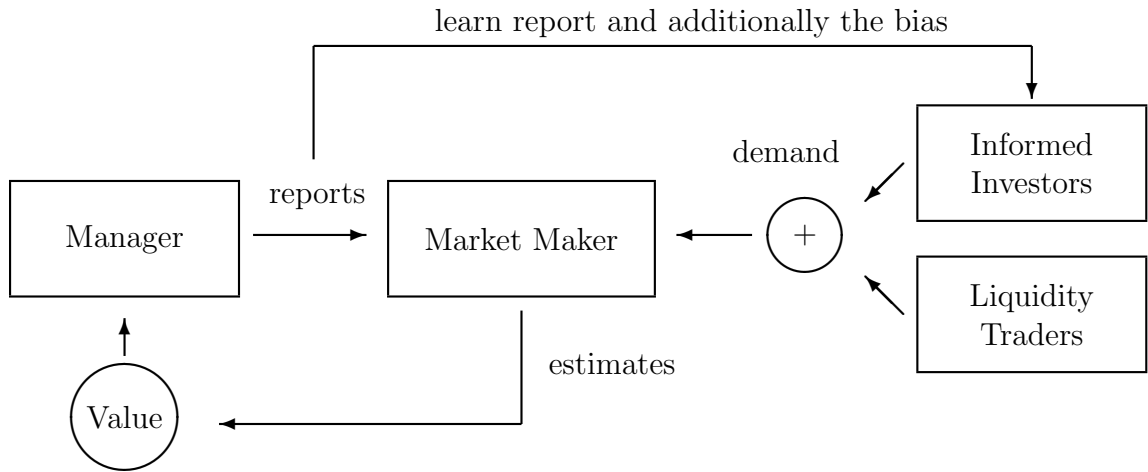 learn report and additionally the bias
Informed
Investors
demand
reports
Manager
Market Maker
+
Liquidity
Traders
estimates
Value